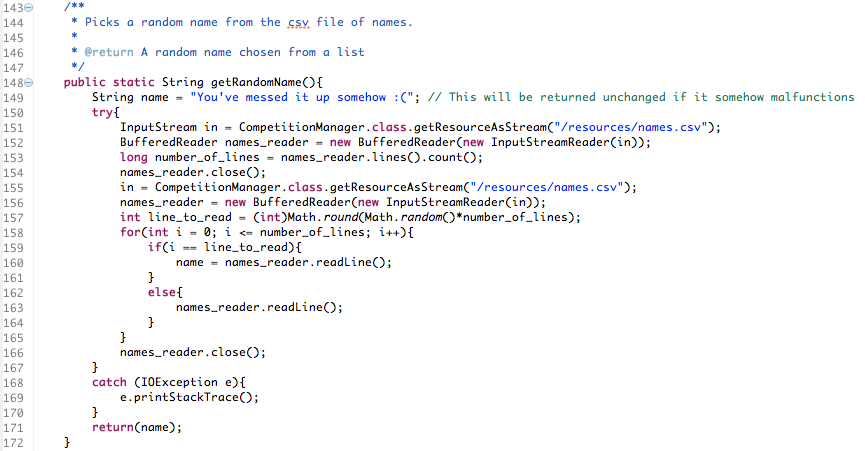 143 /**
144 * Picks a random name from the csv file of names.
145 *
146 * @return A random name chosen from a list
147 */
148 public static String getRandomName(){
149 String name = "You've messed it up somehow :("; // This will be returned unchanged if it somehow malfunctions
150 try{
151 InputStream in = CompetitionManager.class.getResourceAsStream("/resources/names.csv");
152 BufferedReader names_reader = new BufferedReader(new InputStreamReader(in));
153 long number_of_lines = names_reader.lines().count();
154 names_reader.close();
155 in = CompetitionManager.class.getResourceAsStream("/resources/names.csv");
156 names_reader = new BufferedReader(new InputStreamReader(in));
157 int line_to_read = (int)Math.round(Math.random()*number_of_lines);
158 for(int i = 0; i <= number_of_lines; i++){
159 if(i == line_to_read){
160 name = names_reader.readLine();
161 }
162 else{
163 names_reader.readLine();
164 }
165 }
166 names_reader.close();
167 }
168 catch (IOException e){
169 e.printStackTrace();
170 }
171 return(name);
172 }